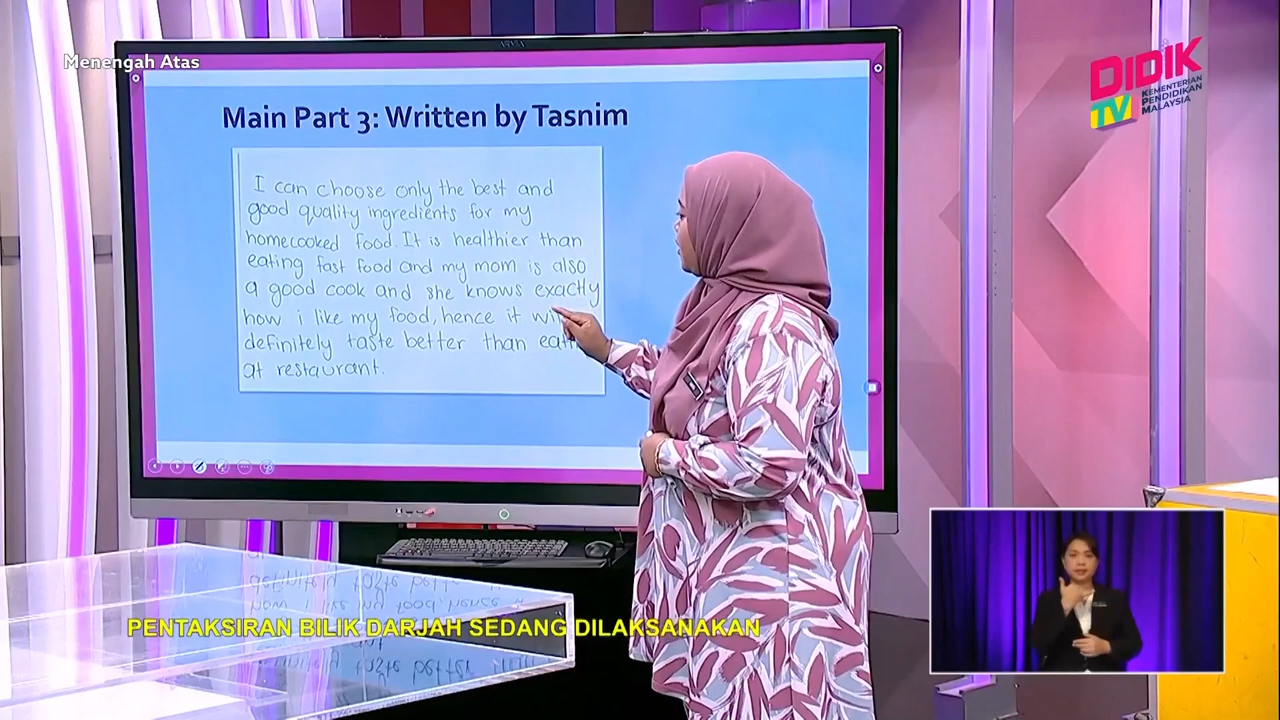 Menengah Atas
DIDIK
TV
KEMENTERIAN
PENDIDIKAN
MALAYSIA
Main Part 3: Written by Tasnim
I can choose only the best and
good quality ingredients for my
homecooked food. It is healthier than
eating fast food and my mom is also
a good cook and she knows exactly
how i like my food, hence it
definitely taste better than
at restaurant.
PENTAKSIRAN BILIK DARJAH SEDANG DILAKSANAKAN